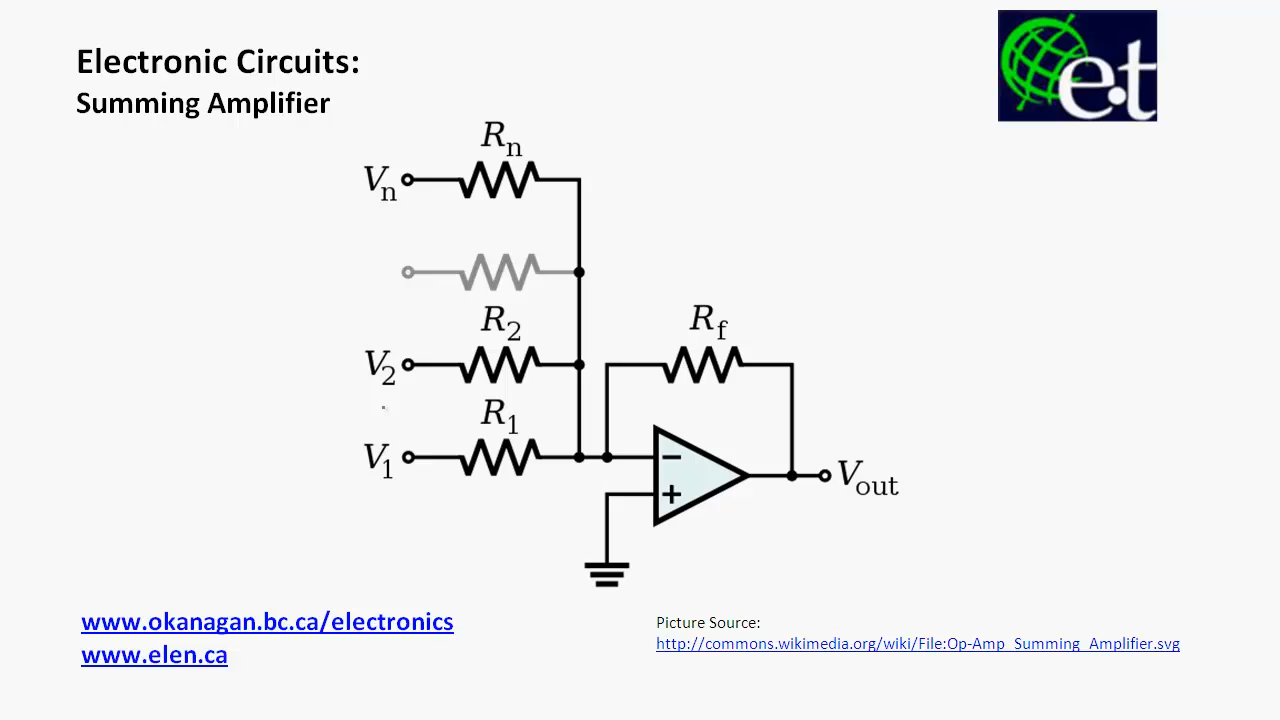 Electronic Circuits:
Summing Amplifier
e.t
Rn
Vn
R2
V2
Rf
R1
V1
−
+
Vout
www.okanagan.bc.ca/electronics
www.elen.ca
Picture Source:
http://commons.wikimedia.org/wiki/File:Op-Amp_Summing_Amplifier.svg